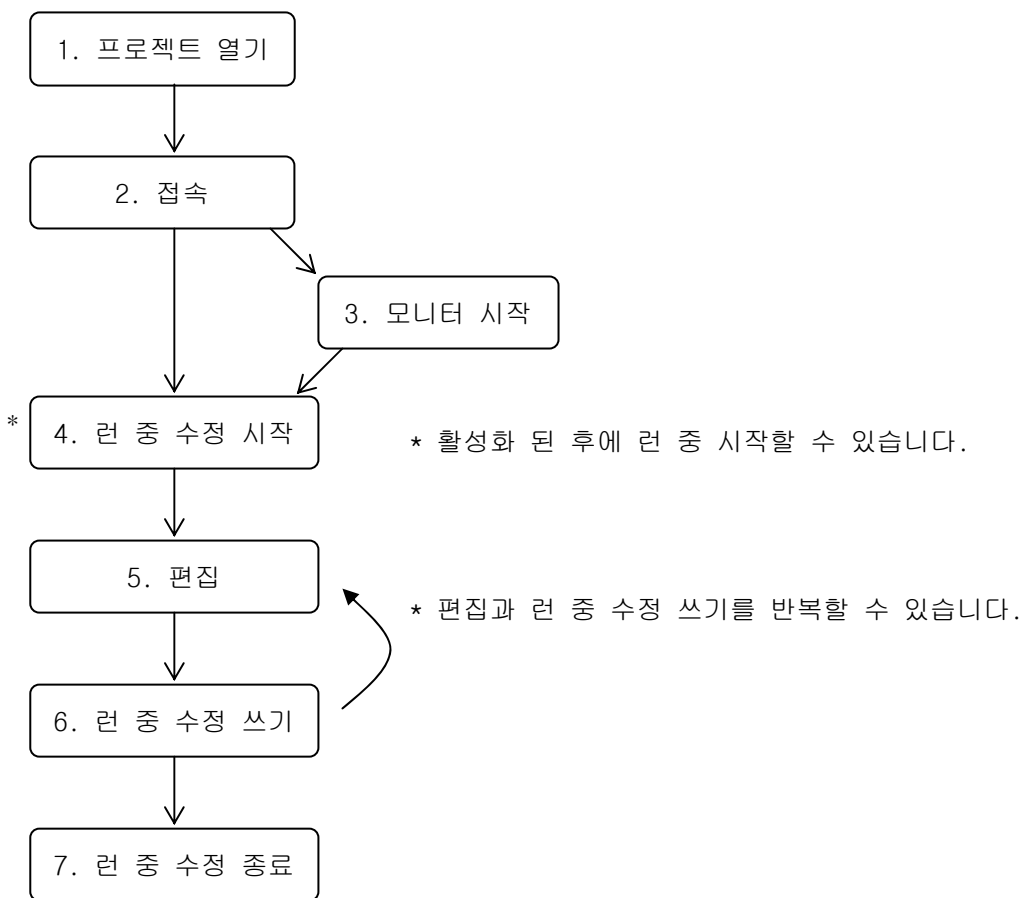 1. 프로젝트 열기
2. 접속
3. 모니터 시작
* 4. 런 중 수정 시작
* 활성화 된 후에 런 중 시작할 수 있습니다.
5. 편집
* 편집과 런 중 수정 쓰기를 반복할 수 있습니다.
6. 런 중 수정 쓰기
7. 런 중 수정 종료